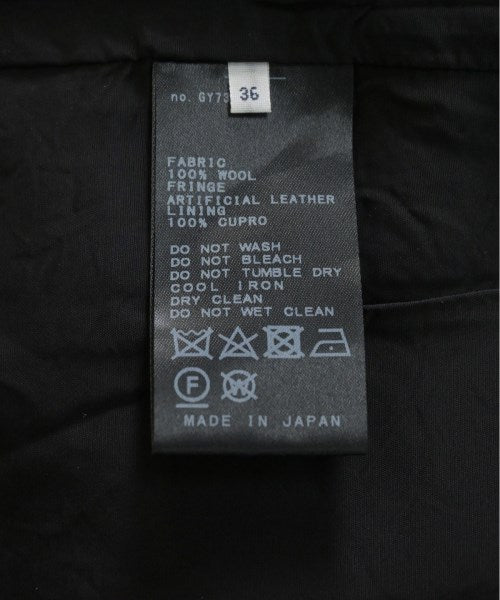 no. GY73
36
FABRIC
100% WOOL
FRINGE
ARTIFICIAL LEATHER
LINING
100% CUPRO
DO NOT WASH
DO NOT BLEACH
DO NOT TUMBLE DRY
COOL IRON
DRY CLEAN
DO NOT WET CLEAN
F W
MADE IN JAPAN